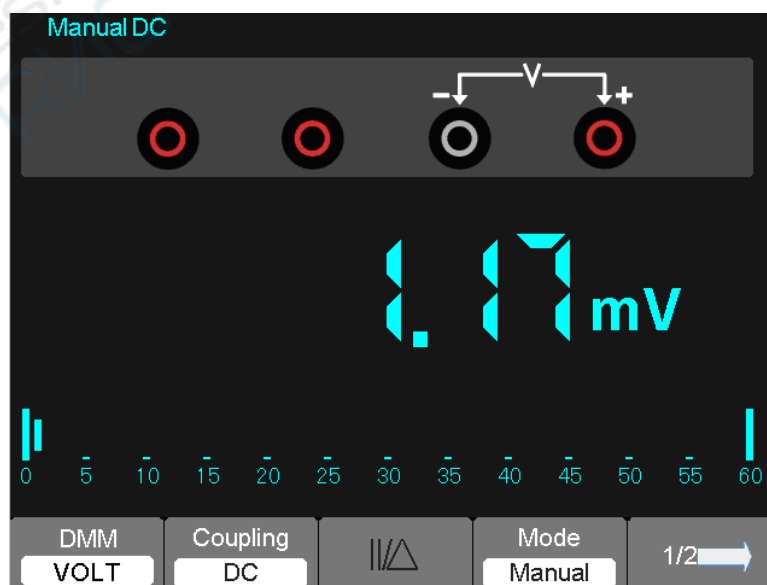 Manual DC
V
- +
1.17 mV
0 5 10 15 20 25 30 35 40 45 50 55 60
DMM Coupling ||/△ Mode 1/2
VOLT DC Manual